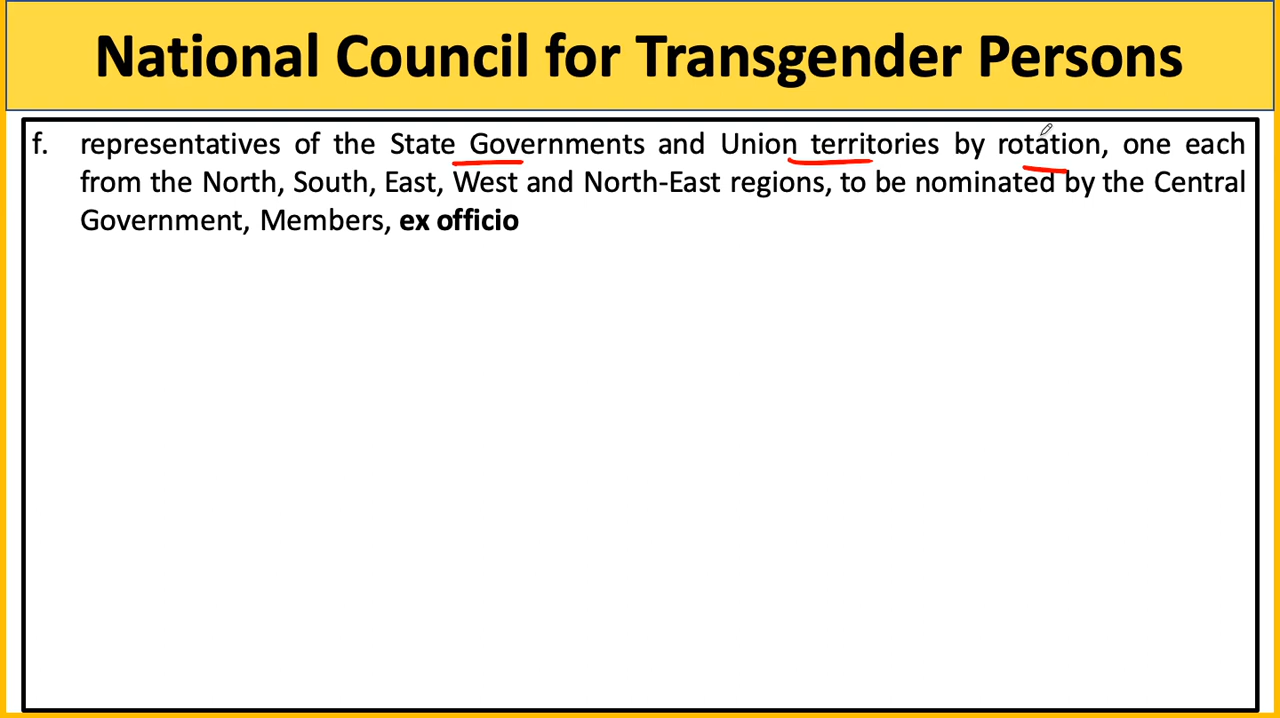 National Council for Transgender Persons
f. representatives of the State Governments and Union territories by rotation, one each
from the North, South, East, West and North-East regions, to be nominated by the Central
Government, Members, ex officio